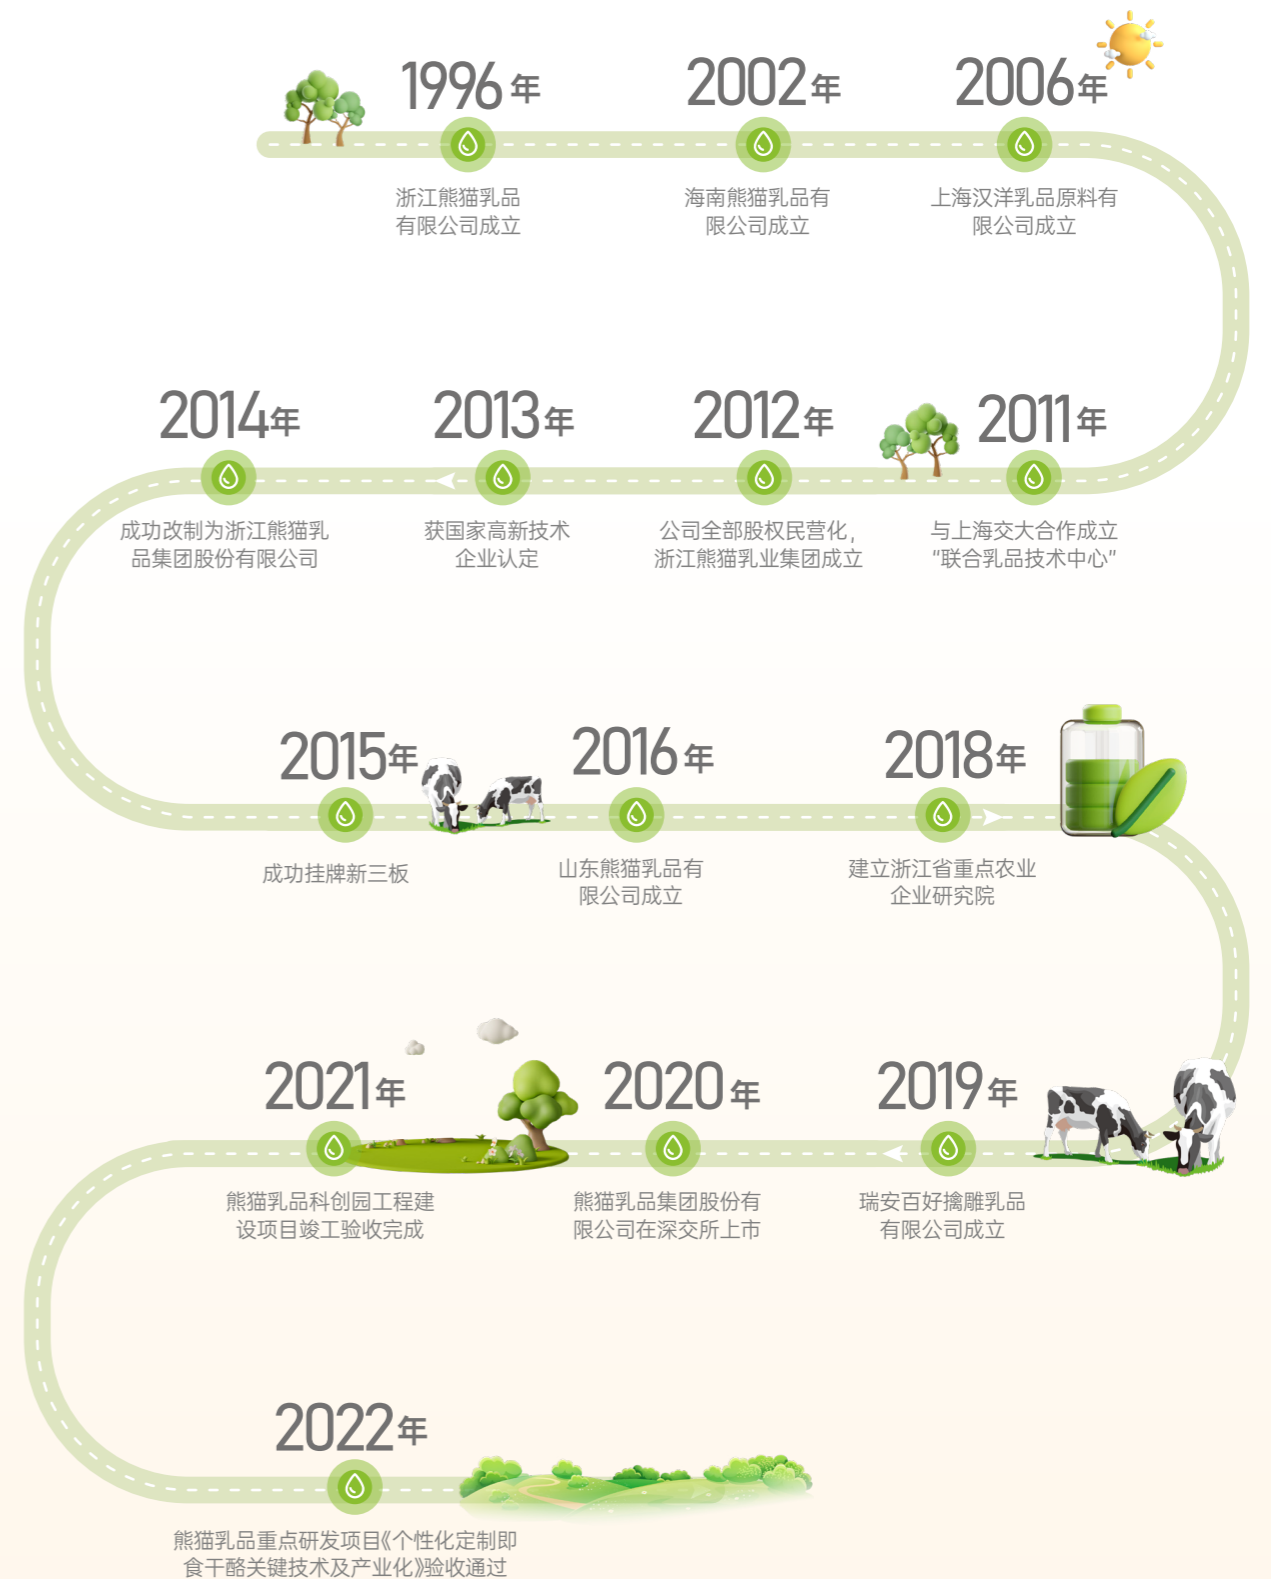 1996年
浙江熊猫乳品
有限公司成立
2002年
海南熊猫乳品有
限公司成立
2006年
上海汉洋乳品原料有
限公司成立
2011年
与上海交大合作成立
“联合乳品技术中心”
2012年
公司全部股权民营化，
浙江熊猫乳业集团成立
2013年
获国家高新技术
企业认定
2014年
成功改制为浙江熊猫乳
品集团股份有限公司
2015年
成功挂牌新三板
2016年
山东熊猫乳品有
限公司成立
2018年
建立浙江省重点农业
企业研究院
2019年
瑞安百好擒雕乳品
有限公司成立
2020年
熊猫乳品集团股份有
限公司在深交所上市
2021年
熊猫乳品科创园工程建
设项目竣工验收完成
2022年
熊猫乳品重点研发项目《个性化定制即
食干酪关键技术及产业化》验收通过